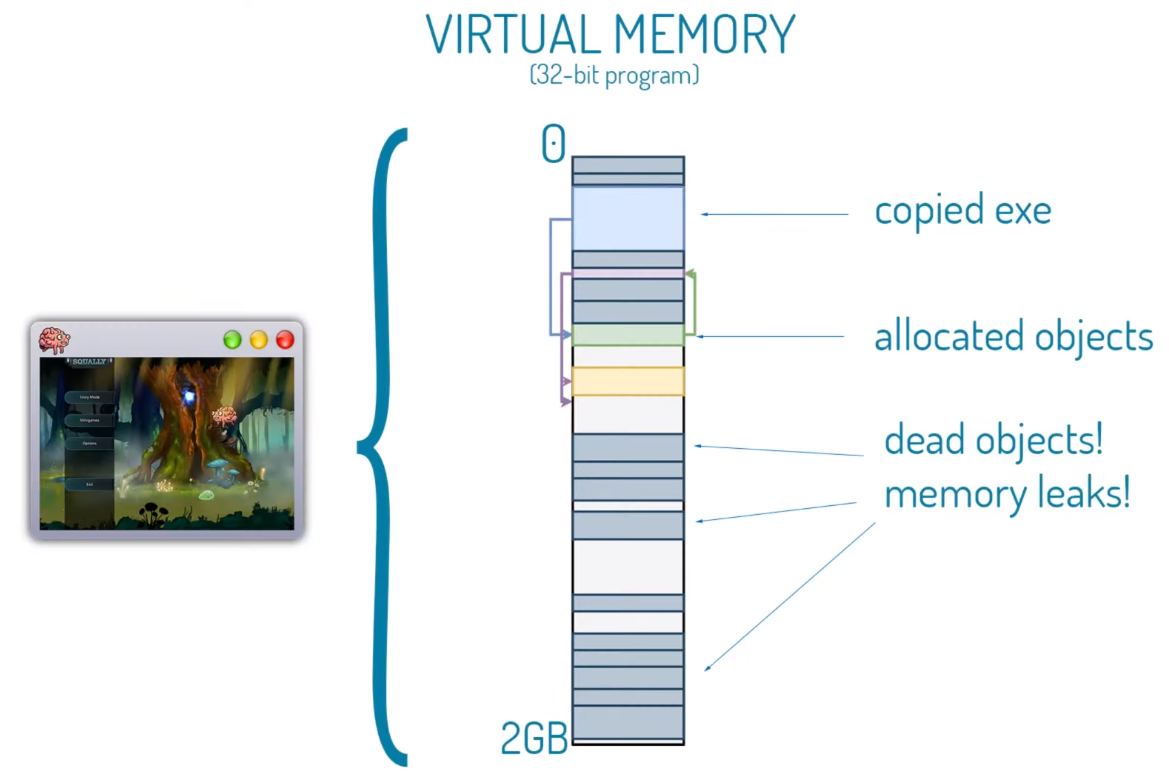 VIRTUAL MEMORY
(32-bit program)
0
copied exe
SQUALLY
Story Mode
Minigames
Options
Exit
allocated objects
dead objects!
memory leaks!
2GB